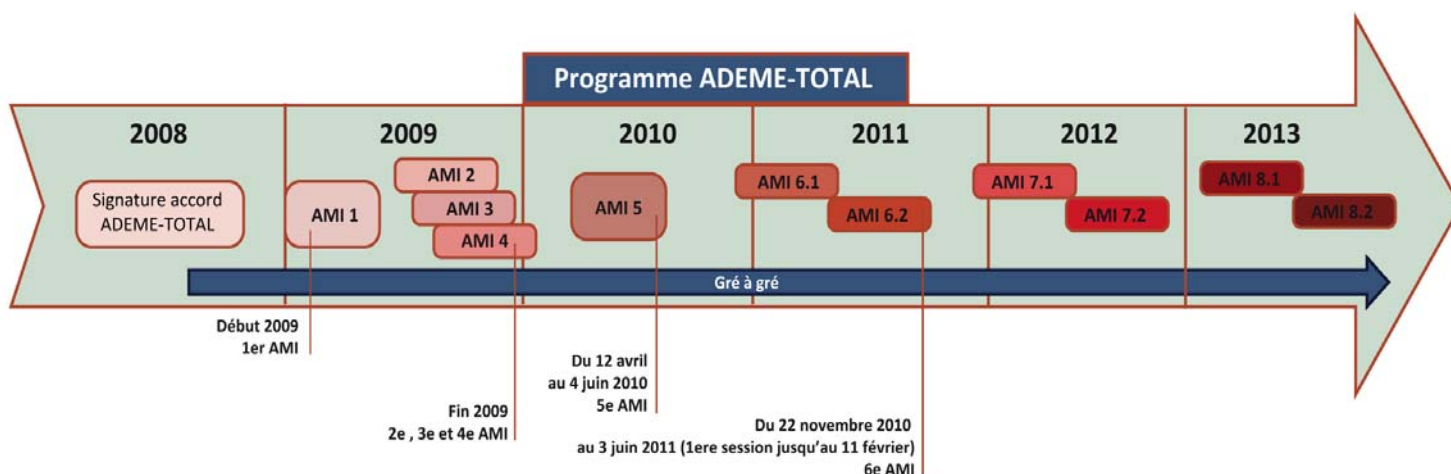 Programme ADEME-TOTAL
2008
2009
2010
2011
2012
2013
Signature accord
ADEME-TOTAL
AMI 1
AMI 2
AMI 3
AMI 4
AMI 5
AMI 6.1
AMI 6.2
AMI 7.1
AMI 7.2
AMI 8.1
AMI 8.2
Gré à gré
Début 2009
1er AMI
Fin 2009
2e , 3e et 4e AMI
Du 12 avril
au 4 juin 2010
5e AMI
Du 22 novembre 2010
au 3 juin 2011 (1ere session jusqu'au 11 février)
6e AMI